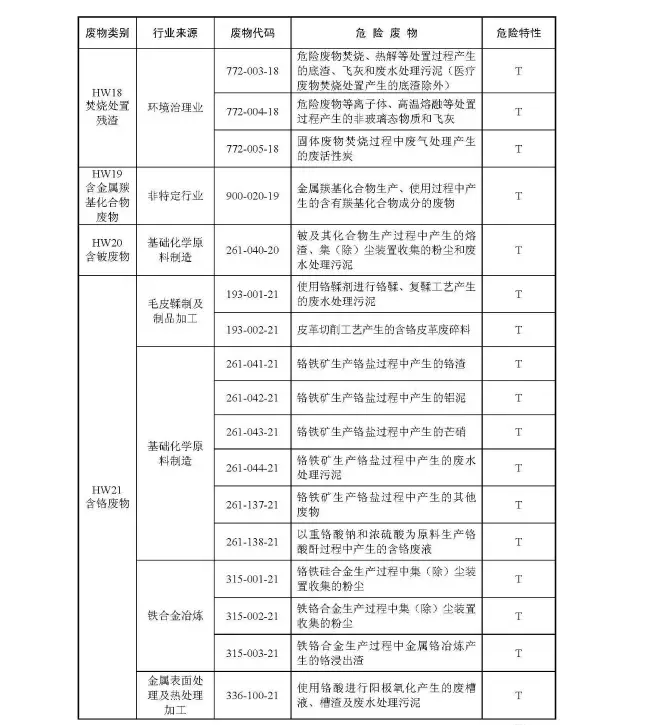 废物类别 行业来源 废物代码 危险废物 危险特性
HW18
焚烧处置
残渣
环境治理业
772-003-18
危险废物焚烧、热解等处置过程产生
的底渣、飞灰和废水处理污泥（医疗
废物焚烧处置产生的底渣除外）
T
772-004-18
危险废物等离子体、高温熔融等处置
过程产生的非玻璃态物质和飞灰
T
772-005-18
固体废物焚烧过程中废气处理产生
的废活性炭
T
HW19
含金属羰
基化合物
废物
非特定行业
900-020-19
金属羰基化合物生产、使用过程中产
生的含有羰基化合物成分的废物
T
HW20
含铍废物
基础化学原
料制造
261-040-20
铍及其化合物生产过程中产生的熔
渣、集（除）尘装置收集的粉尘和废
水处理污泥
T
HW21
含铬废物
毛皮鞣制及
制品加工
193-001-21
使用铬鞣剂进行铬鞣、复鞣工艺产生
的废水处理污泥
T
193-002-21
皮革切削工艺产生的含铬皮革废碎料
T
基础化学原
料制造
261-041-21
铬铁矿生产铬盐过程中产生的铬渣
T
261-042-21
铬铁矿生产铬盐过程中产生的铝泥
T
261-043-21
铬铁矿生产铬盐过程中产生的芒硝
T
261-044-21
铬铁矿生产铬盐过程中产生的废水
处理污泥
T
261-137-21
铬铁矿生产铬盐过程中产生的其他
废物
T
261-138-21
以重铬酸钠和浓硫酸为原料生产铬
酸酐过程中产生的含铬废液
T
铁合金冶炼
315-001-21
铬铁硅合金生产过程中集（除）尘装
置收集的粉尘
T
315-002-21
铁铬合金生产过程中集（除）尘装置
收集的粉尘
T
315-003-21
铁铬合金生产过程中金属铬冶炼产
生的铬浸出渣
T
金属表面处
理及热处理
加工
336-100-21
使用铬酸进行阳极氧化产生的废槽
液、槽渣及废水处理污泥
T